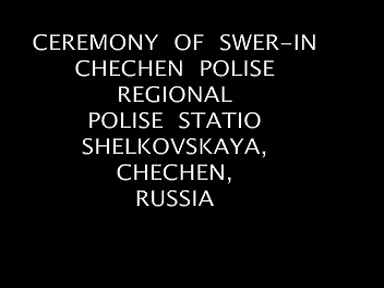 CEREMONY OF SWER-IN
CHECHEN POLISE
REGIONAL
POLISE STATIO
SHELKOVSKAYA,
CHECHEN,
RUSSIA